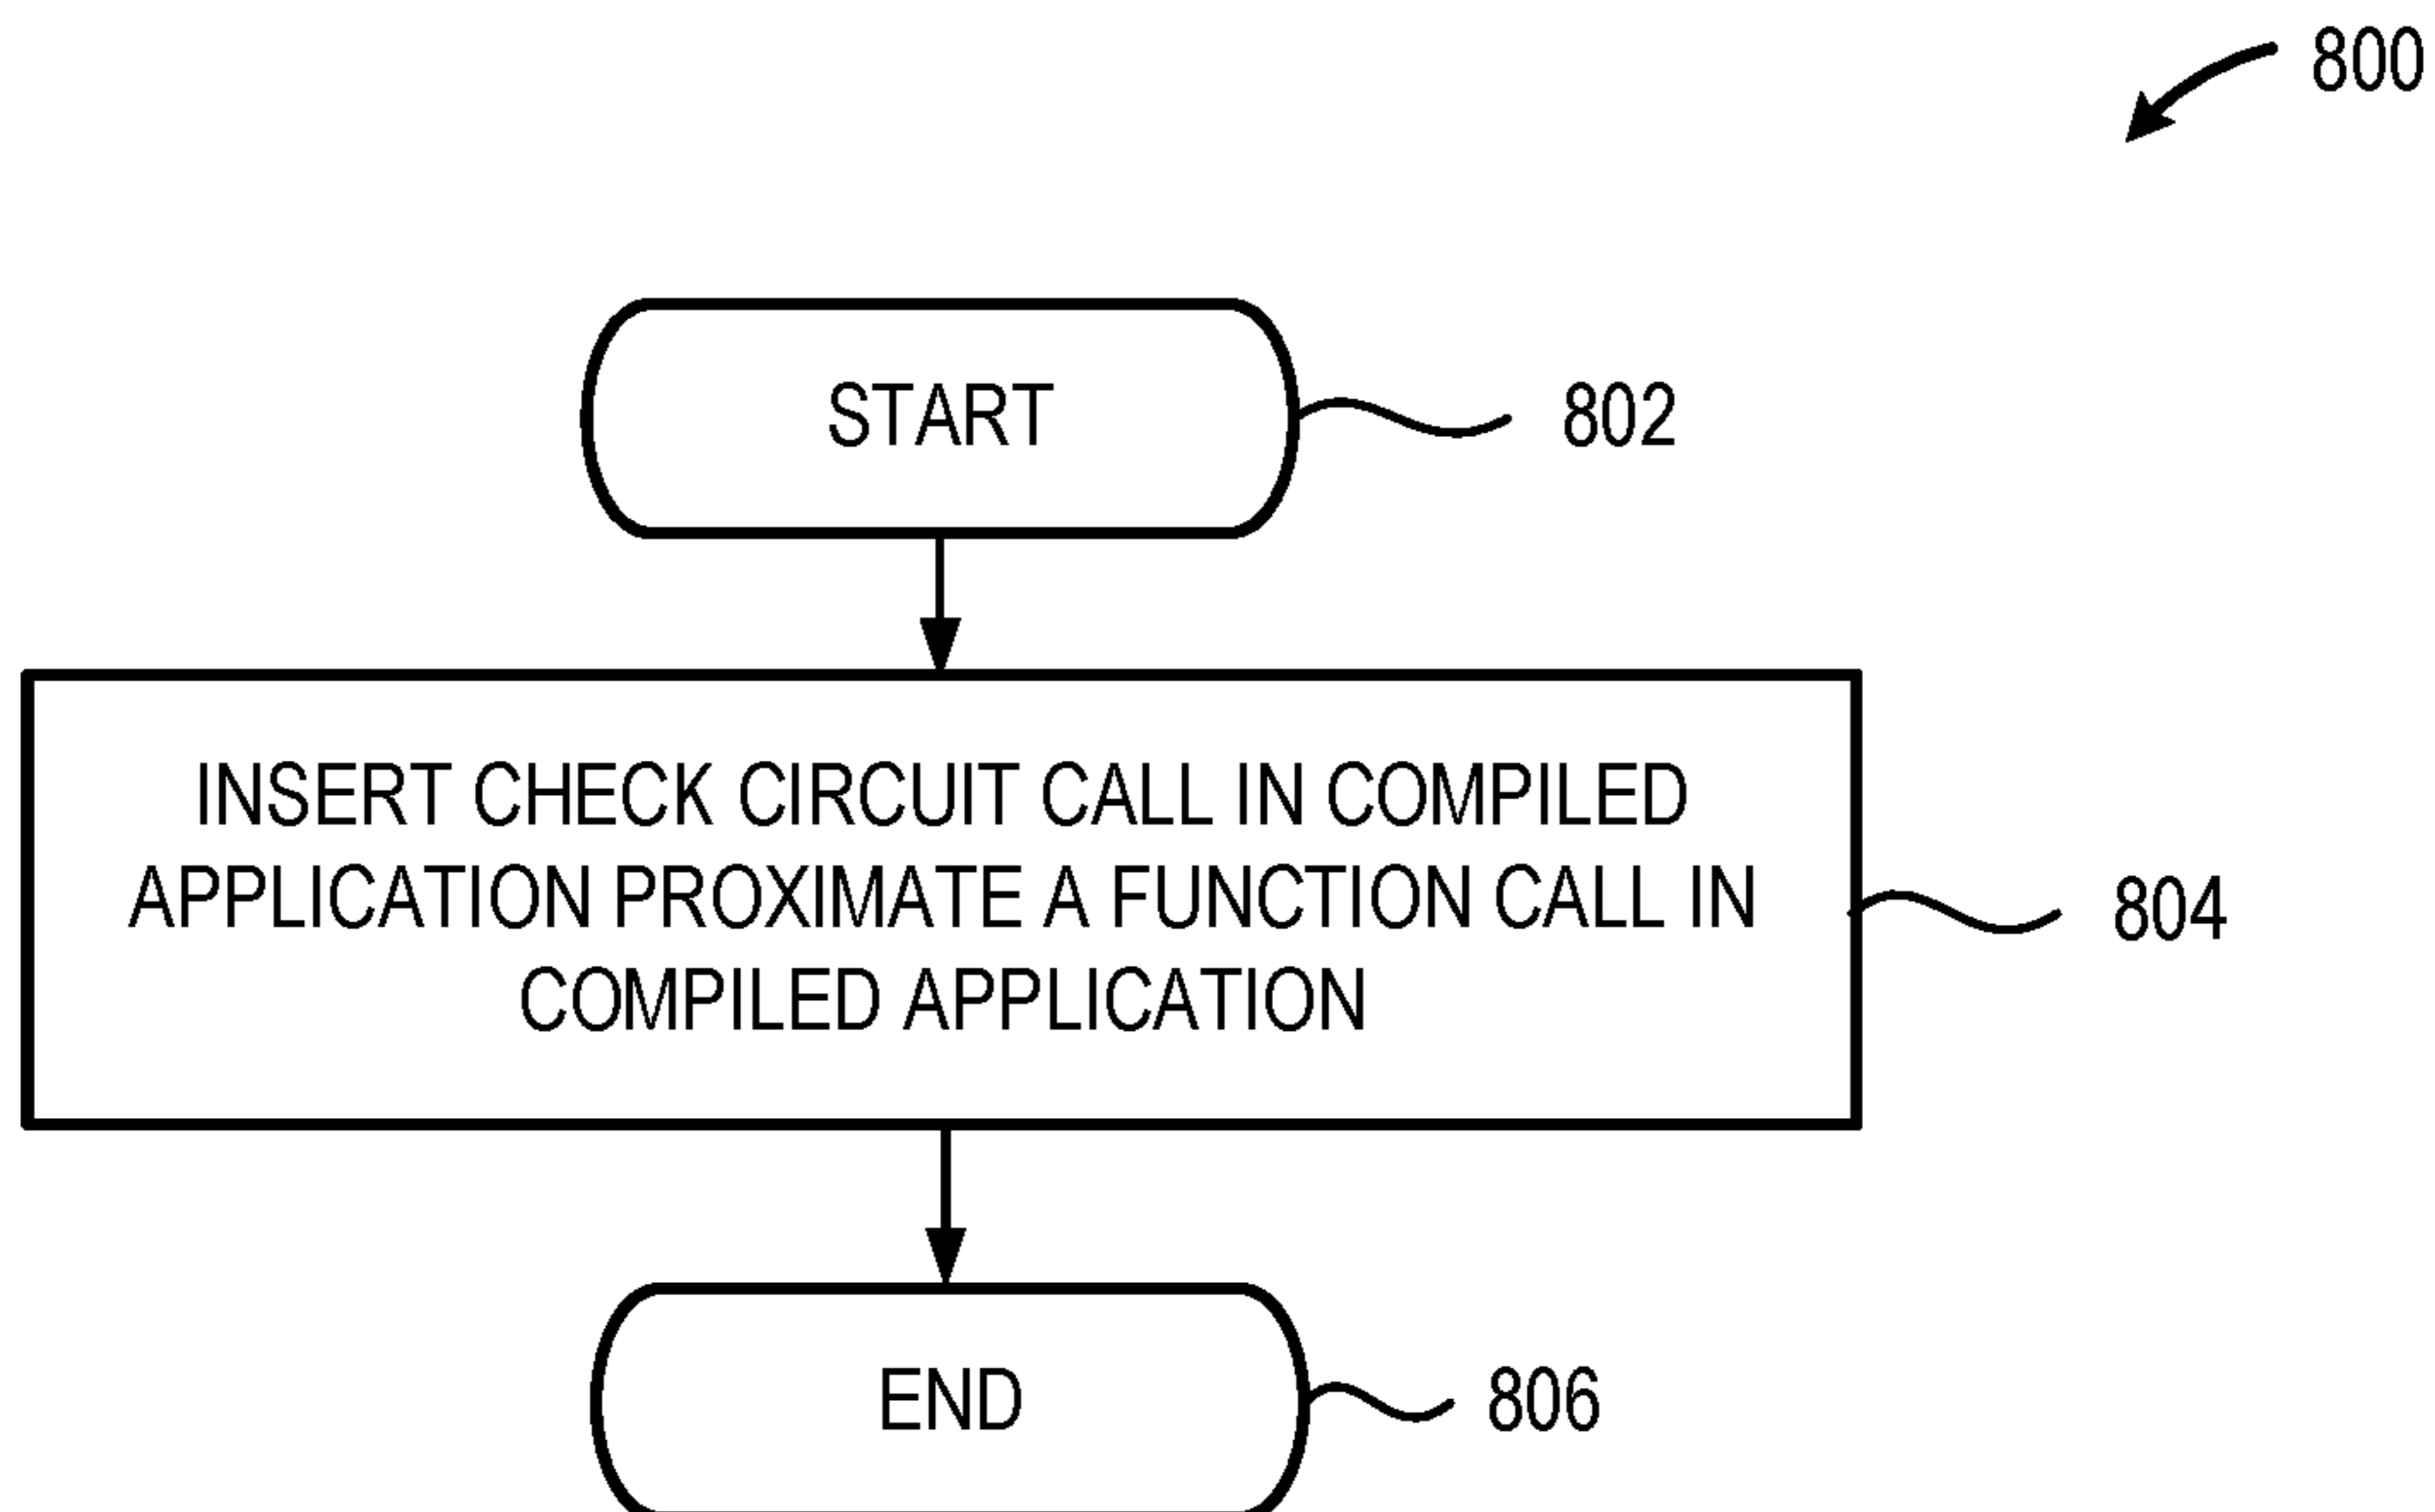 800
START
802
INSERT CHECK CIRCUIT CALL IN COMPILED
APPLICATION PROXIMATE A FUNCTION CALL IN
COMPILED APPLICATION
804
END
806